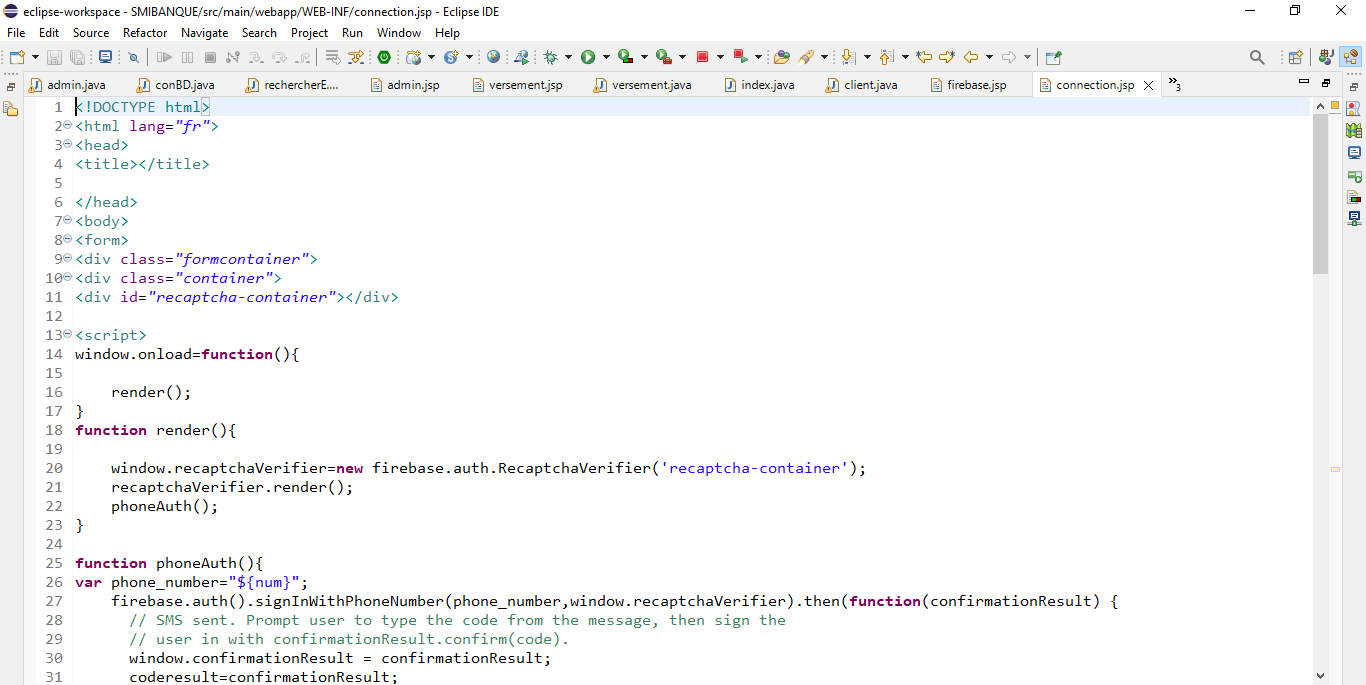 eclipse-workspace - SMIBANQUE/src/main/webapp/WEB-INF/connection.jsp - Eclipse IDE
File Edit Source Refactor Navigate Search Project Run Window Help
admin.java conBD.java rechercherE.... admin.jsp versement.jsp versement.java index.java client.java firebase.jsp connection.jsp »3
1 <!DOCTYPE html>
2 <html lang="fr">
3 <head>
4 <title></title>
5
6 </head>
7 <body>
8 <form>
9 <div class="formcontainer">
10 <div class="container">
11 <div id="recaptcha-container"></div>
12
13 <script>
14 window.onload=function(){
15
16 render();
17 }
18 function render(){
19
20 window.recaptchaVerifier=new firebase.auth.RecaptchaVerifier('recaptcha-container');
21 recaptchaVerifier.render();
22 phoneAuth();
23 }
24
25 function phoneAuth(){
26 var phone_number="${num}";
27 firebase.auth().signInWithPhoneNumber(phone_number,window.recaptchaVerifier).then(function(confirmationResult) {
28 // SMS sent. Prompt user to type the code from the message, then sign the
29 // user in with confirmationResult.confirm(code).
30 window.confirmationResult = confirmationResult;
31 coderesult=confirmationResult;